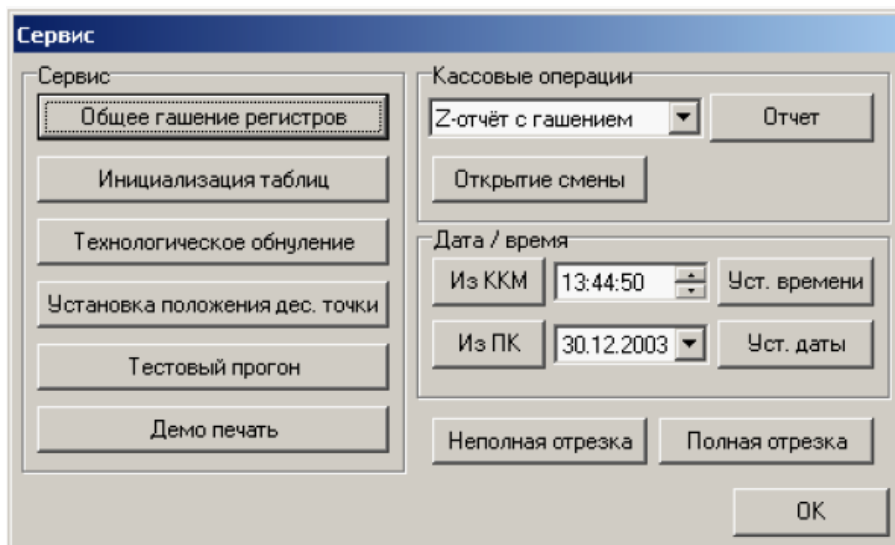 Сервис
Сервис
Общее гашение регистров
Инициализация таблиц
Технологическое обнуление
Установка положения дес. точки
Тестовый прогон
Демо печать
Кассовые операции
Z-отчёт с гашением
Отчет
Открытие смены
Дата / время
Из ККМ
13:44:50
Уст. времени
Из ПК
30.12.2003
Уст. даты
Неполная отрезка
Полная отрезка
OK